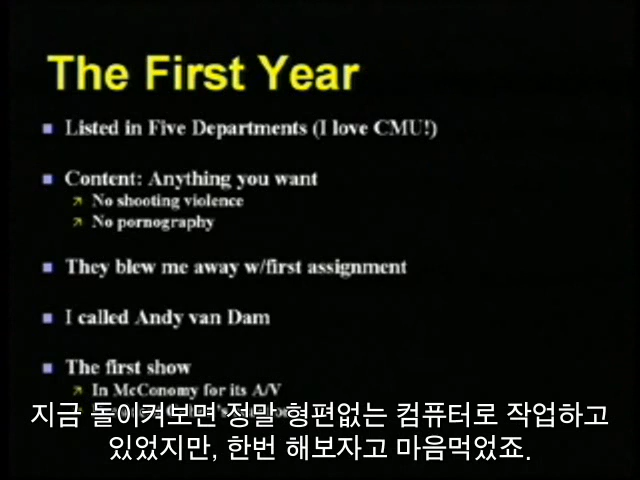 The First Year
Listed in Five Departments (I love CMU!)
Content: Anything you want
No shooting violence
No pornography
They blew me away w/first assignment
I called Andy van Dam
The first show
In McConomy for its A/V
지금 돌이켜보면 정말 형편없는 컴퓨터로 작업하고
있었지만, 한번 해보자고 마음먹었죠.